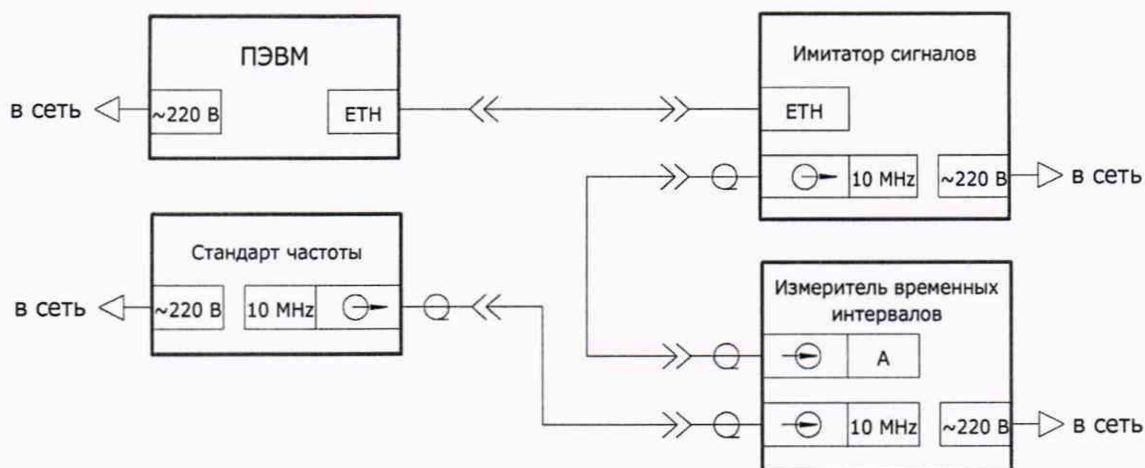 ПЭВМ
в сеть
~220 В
ETH
Имитатор сигналов
ETH
10 MHz
~220 В
в сеть
Стандарт частоты
в сеть
~220 В
10 MHz
Измеритель временных
интервалов
A
10 MHz
~220 В
в сеть